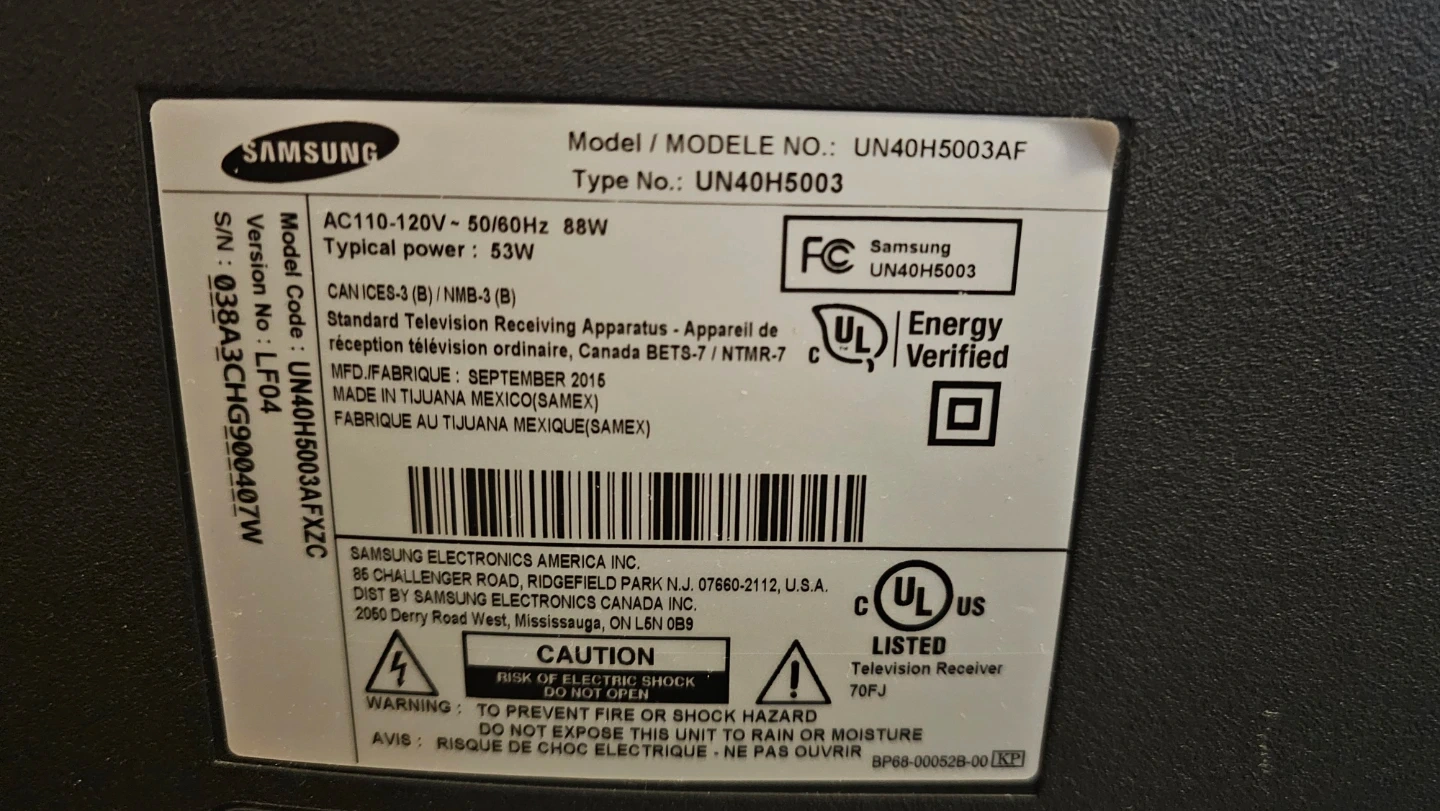 SAMSUNG
Model / MODELE NO.: UN40H5003AF
Type No.: UN40H5003
Model Code : UN40H5003AFXZC
Version No : LF04
S/N : 038A3CHG900407W
AC110-120V ~ 50/60Hz 88W
Typical power : 53W
FC Samsung
UN40H5003
CAN ICES-3 (B) / NMB-3 (B)
Standard Television Receiving Apparatus - Appareil de
réception télévision ordinaire, Canada BETS-7 / NTMR-7
C UL Energy
Verified
MFD./FABRIQUE : SEPTEMBER 2015
MADE IN TIJUANA MEXICO(SAMEX)
FABRIQUE AU TIJUANA MEXIQUE(SAMEX)
SAMSUNG ELECTRONICS AMERICA INC.
85 CHALLENGER ROAD, RIDGEFIELD PARK N.J. 07660-2112, U.S.A.
DIST BY SAMSUNG ELECTRONICS CANADA INC.
2050 Derry Road West, Mississauga, ON L5N 0B9
C UL US
LISTED
Television Receiver
70FJ
CAUTION
RISK OF ELECTRIC SHOCK
DO NOT OPEN
WARNING : TO PREVENT FIRE OR SHOCK HAZARD
DO NOT EXPOSE THIS UNIT TO RAIN OR MOISTURE
AVIS : RISQUE DE CHOC ELECTRIQUE - NE PAS OUVRIR
BP68-00052B-00 KP